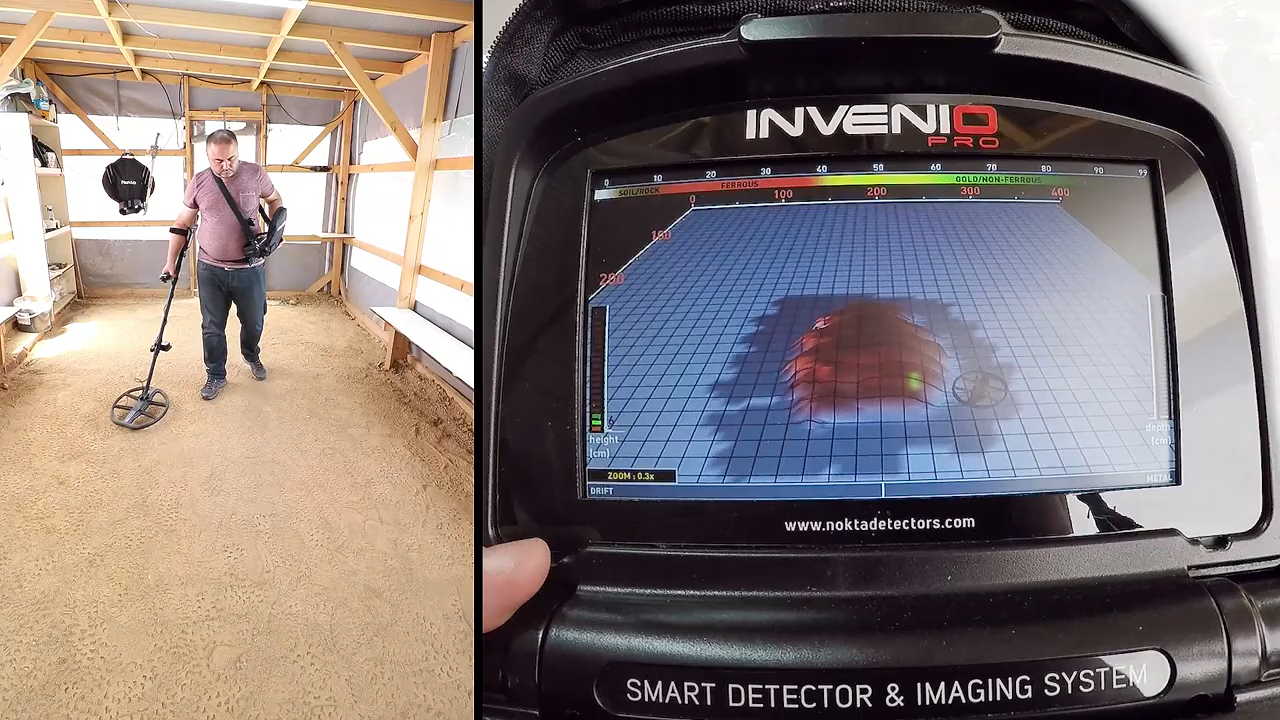 INVENIO
PRO
0 10 20 30 40 50 60 70 80 90 99
SOIL/ROCK FERROUS GOLD/NON-FERROUS
0 100 200 300 400
150
200
height
(cm)
depth
(cm)
ZOOM : 0.3x
DRIFT
METAL
www.noktadetectors.com
SMART DETECTOR & IMAGING SYSTEM